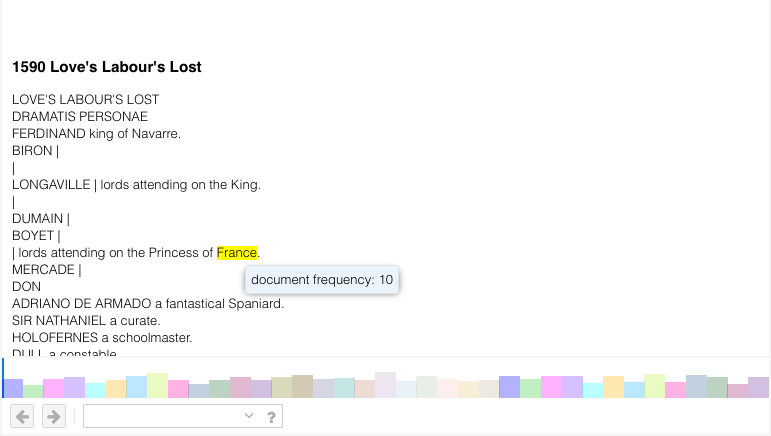 1590 Love's Labour's Lost
LOVE'S LABOUR'S LOST
DRAMATIS PERSONAE
FERDINAND king of Navarre.
BIRON |
|
LONGAVILLE | lords attending on the King.
|
DUMAIN |
BOYET |
| lords attending on the Princess of France.
MERCADE |
document frequency: 10
DON
ADRIANO DE ARMADO a fantastical Spaniard.
SIR NATHANIEL a curate.
HOLOFERNES a schoolmaster.
DULL a constable
?